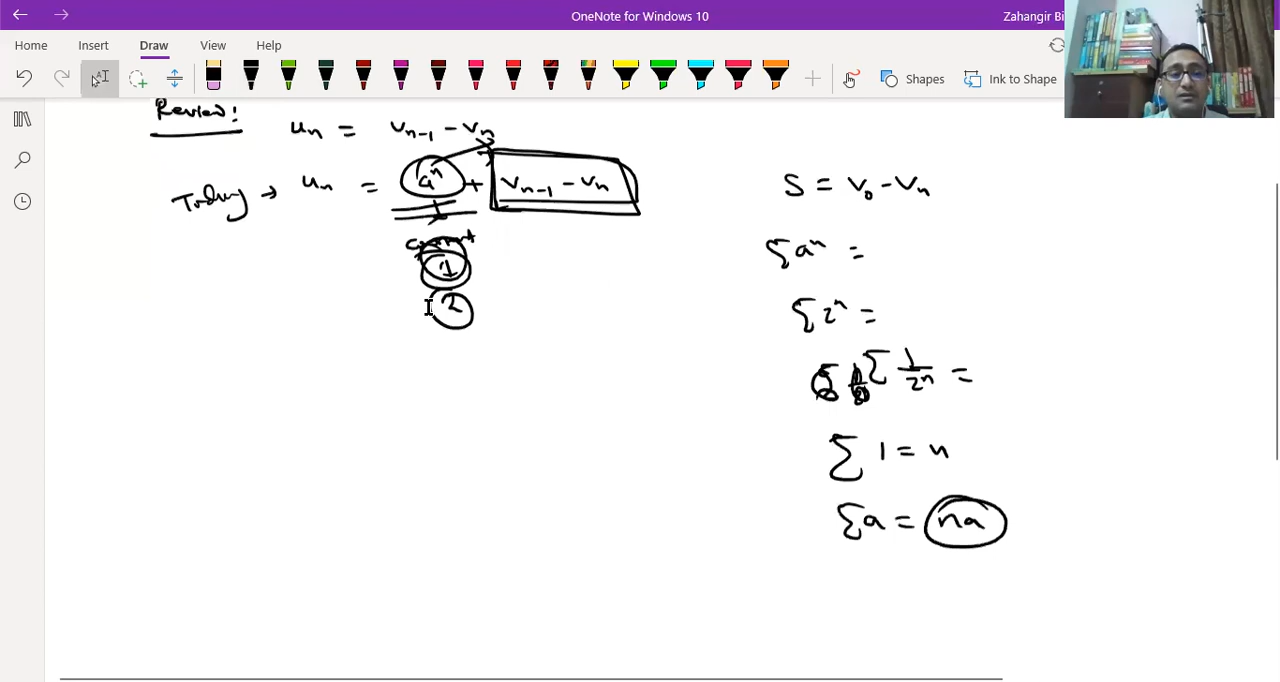 OneNote for Windows 10
Zahangir Bi
Home Insert Draw View Help
Shapes Ink to Shape
Review!
uₙ = vₙ₋₁ − vₙ
Today → uₙ = aⁿ + vₙ₋₁ − vₙ
constant
1
2
S = v₀ − vₙ
Σaⁿ =
Σ2ⁿ =
Σ 1/2ⁿ =
Σ 1 = n
Σa = na